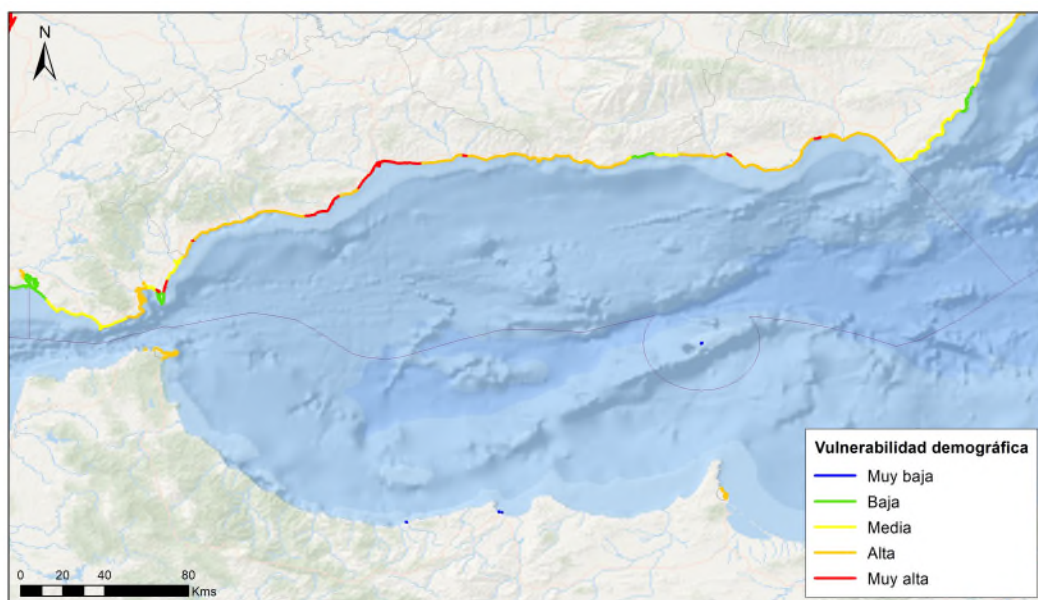 N
Vulnerabilidad demográfica
Muy baja
Baja
Media
Alta
Muy alta
0 20 40 80
Kms